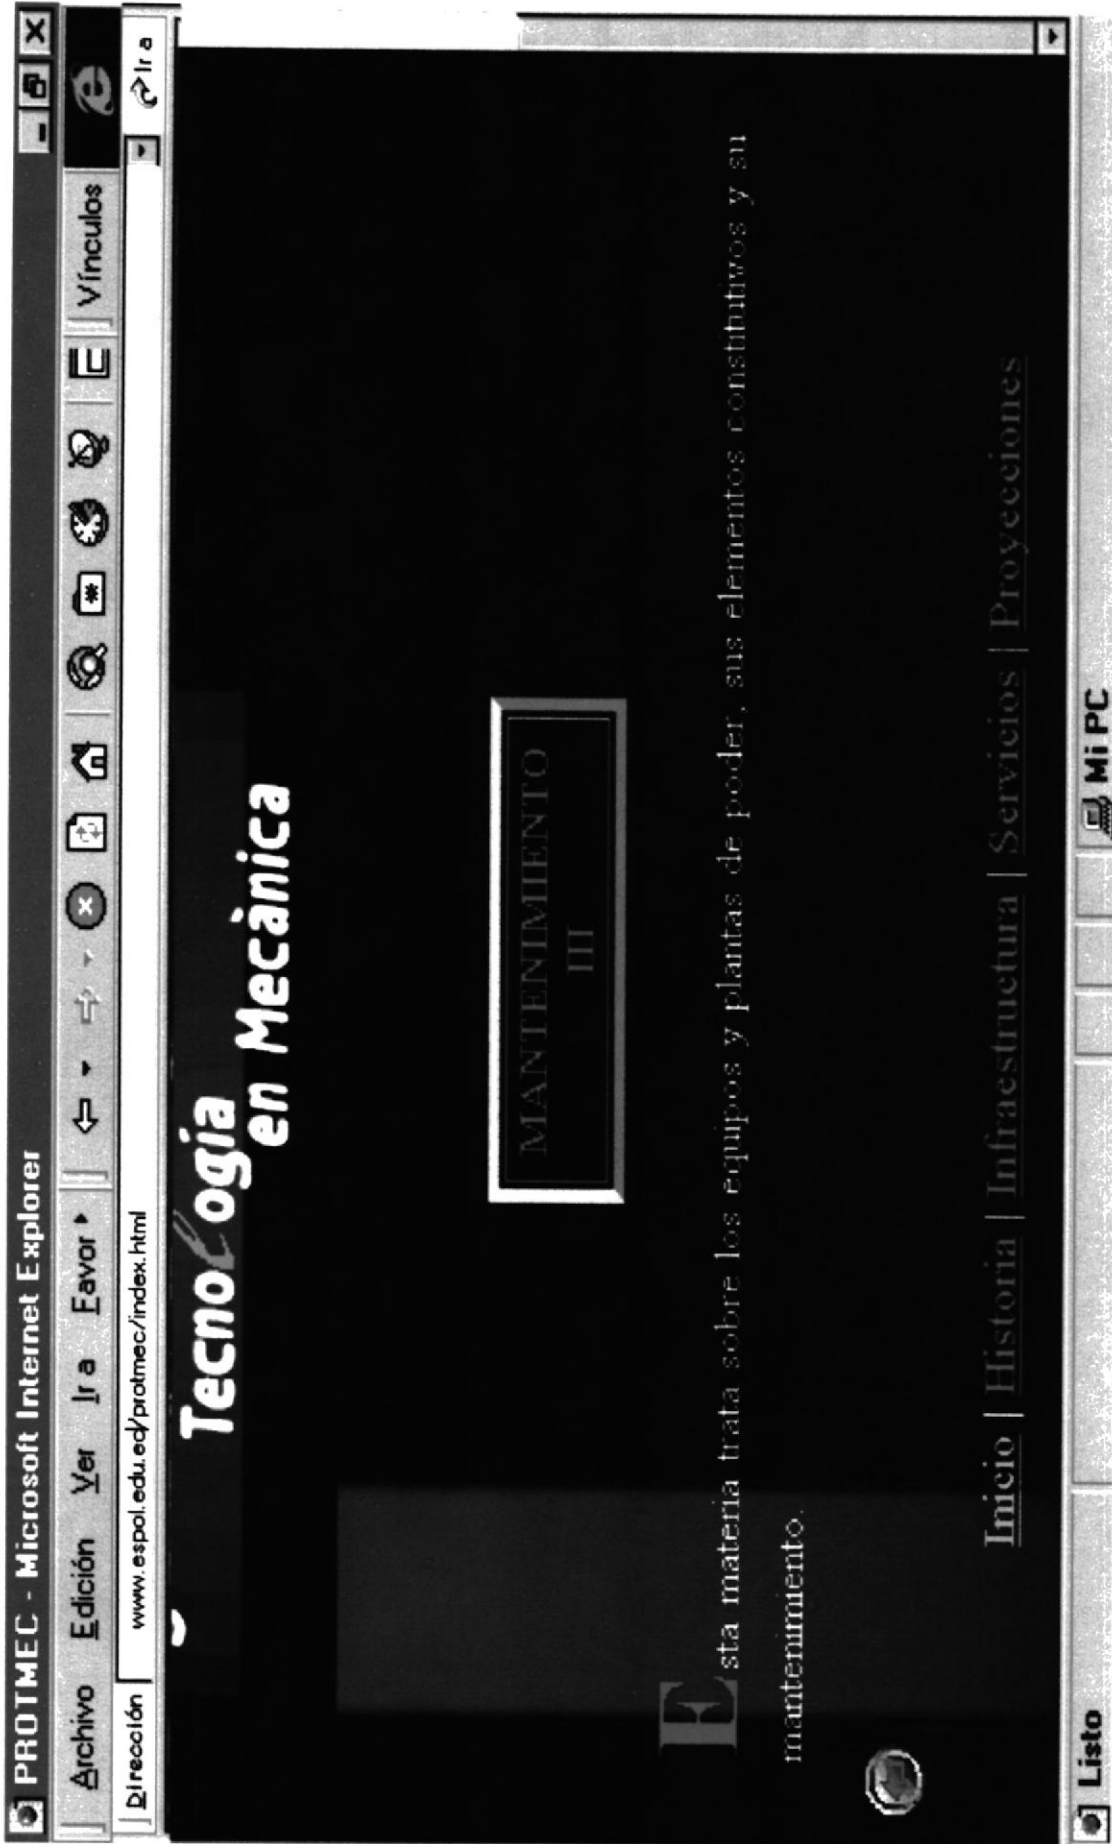 PROTMEC - Microsoft Internet Explorer
Archivo Edición Ver Ir a Favor Vínculos
Dirección www.espol.edu.ed/protmec/index.html Ir a
Tecnología
en Mecànica
MANTENIMIENTO
III
Esta materia trata sobre los equipos y plantas de poder, sus elementos constitutivos y su
mantenimiento.
Inicio | Historia | Infraestructura | Servicios | Proyecciones
Listo Mi PC